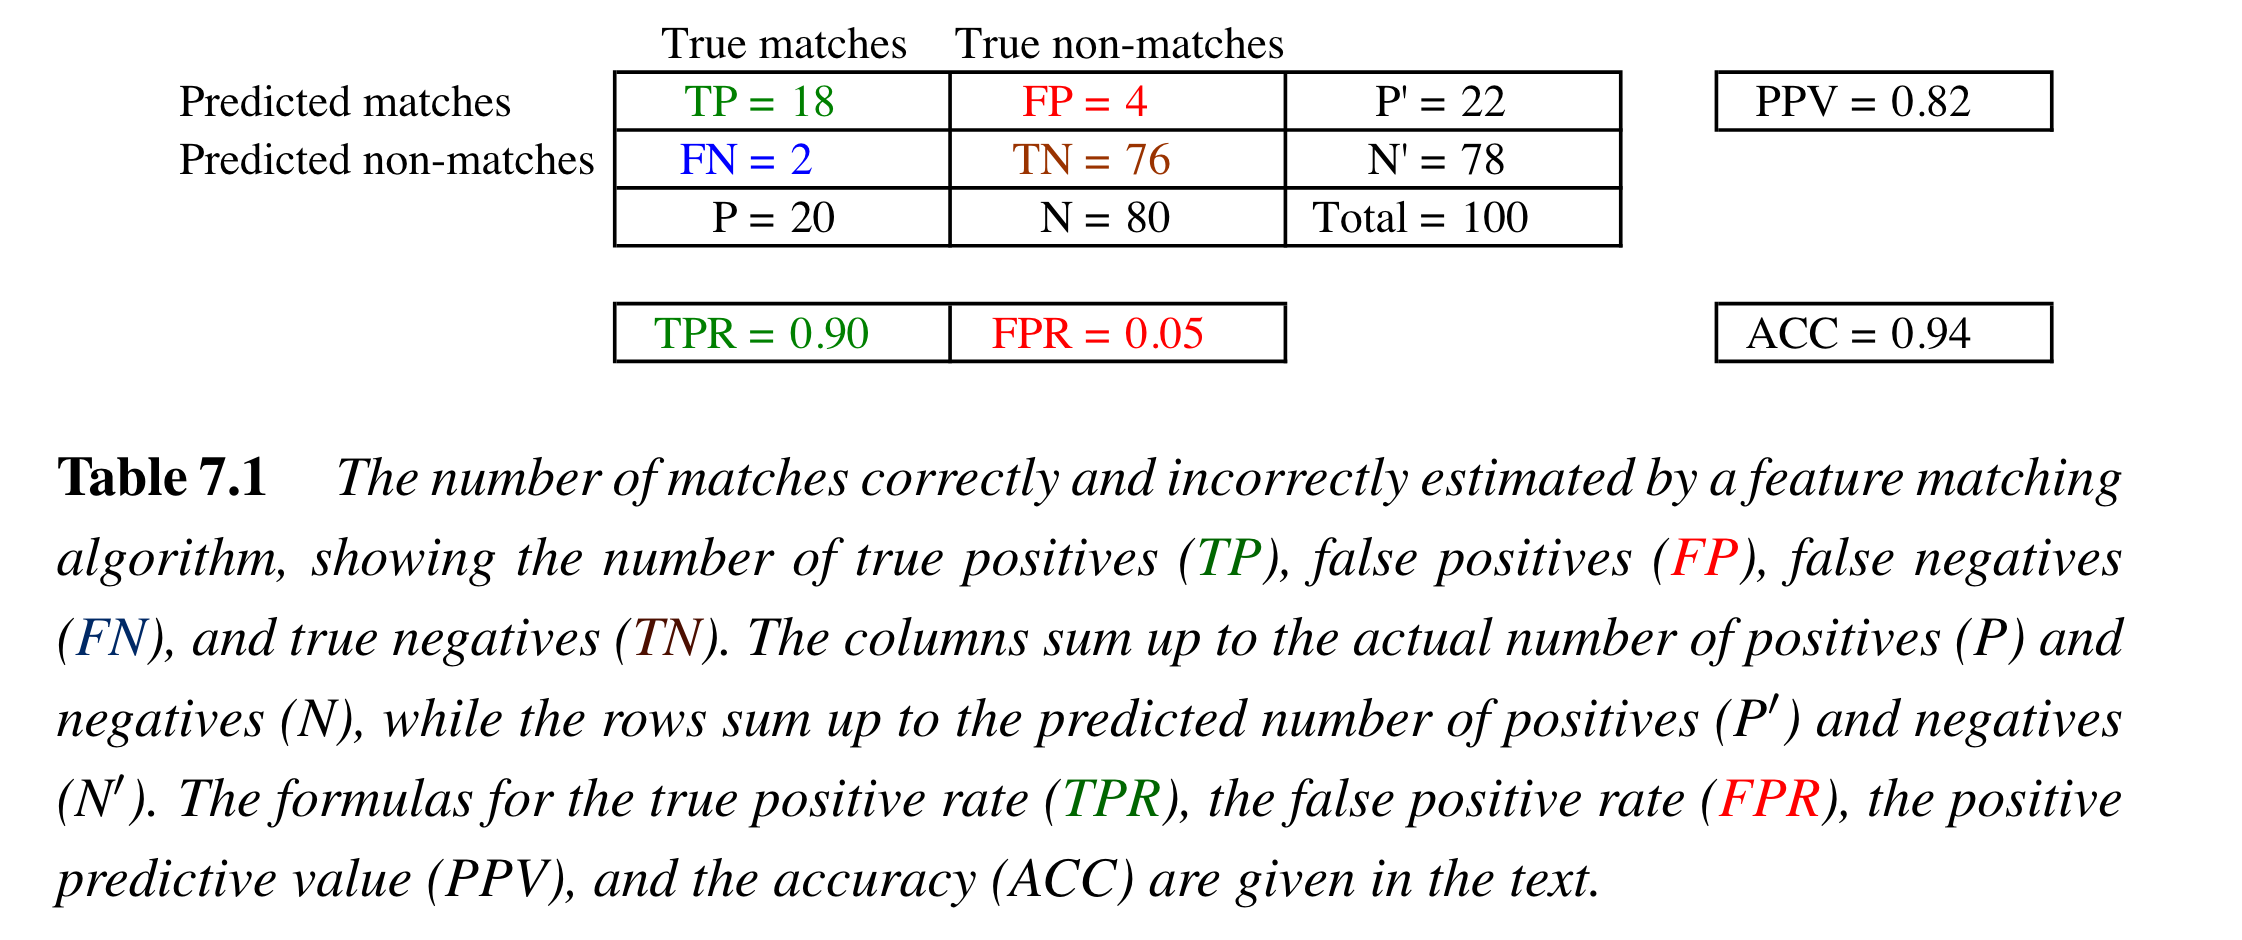 True matches True non-matches
Predicted matches TP = 18 FP = 4 P' = 22 PPV = 0.82
Predicted non-matches FN = 2 TN = 76 N' = 78
P = 20 N = 80 Total = 100
TPR = 0.90 FPR = 0.05 ACC = 0.94
Table 7.1 The number of matches correctly and incorrectly estimated by a feature matching
algorithm, showing the number of true positives (TP), false positives (FP), false negatives
(FN), and true negatives (TN). The columns sum up to the actual number of positives (P) and
negatives (N), while the rows sum up to the predicted number of positives (P′) and negatives
(N′). The formulas for the true positive rate (TPR), the false positive rate (FPR), the positive
predictive value (PPV), and the accuracy (ACC) are given in the text.